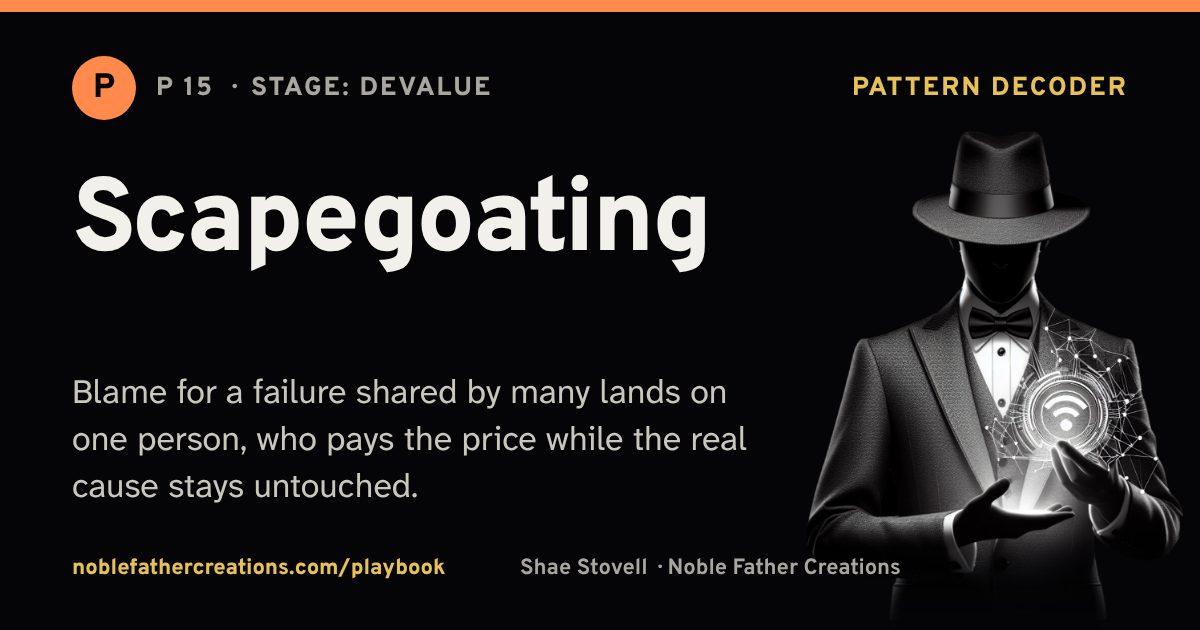 P
P 15 · STAGE: DEVALUE
PATTERN DECODER
Scapegoating
Blame for a failure shared by many lands on
one person, who pays the price while the real
cause stays untouched.
noblefathercreations.com/playbook
Shae Stovell · Noble Father Creations